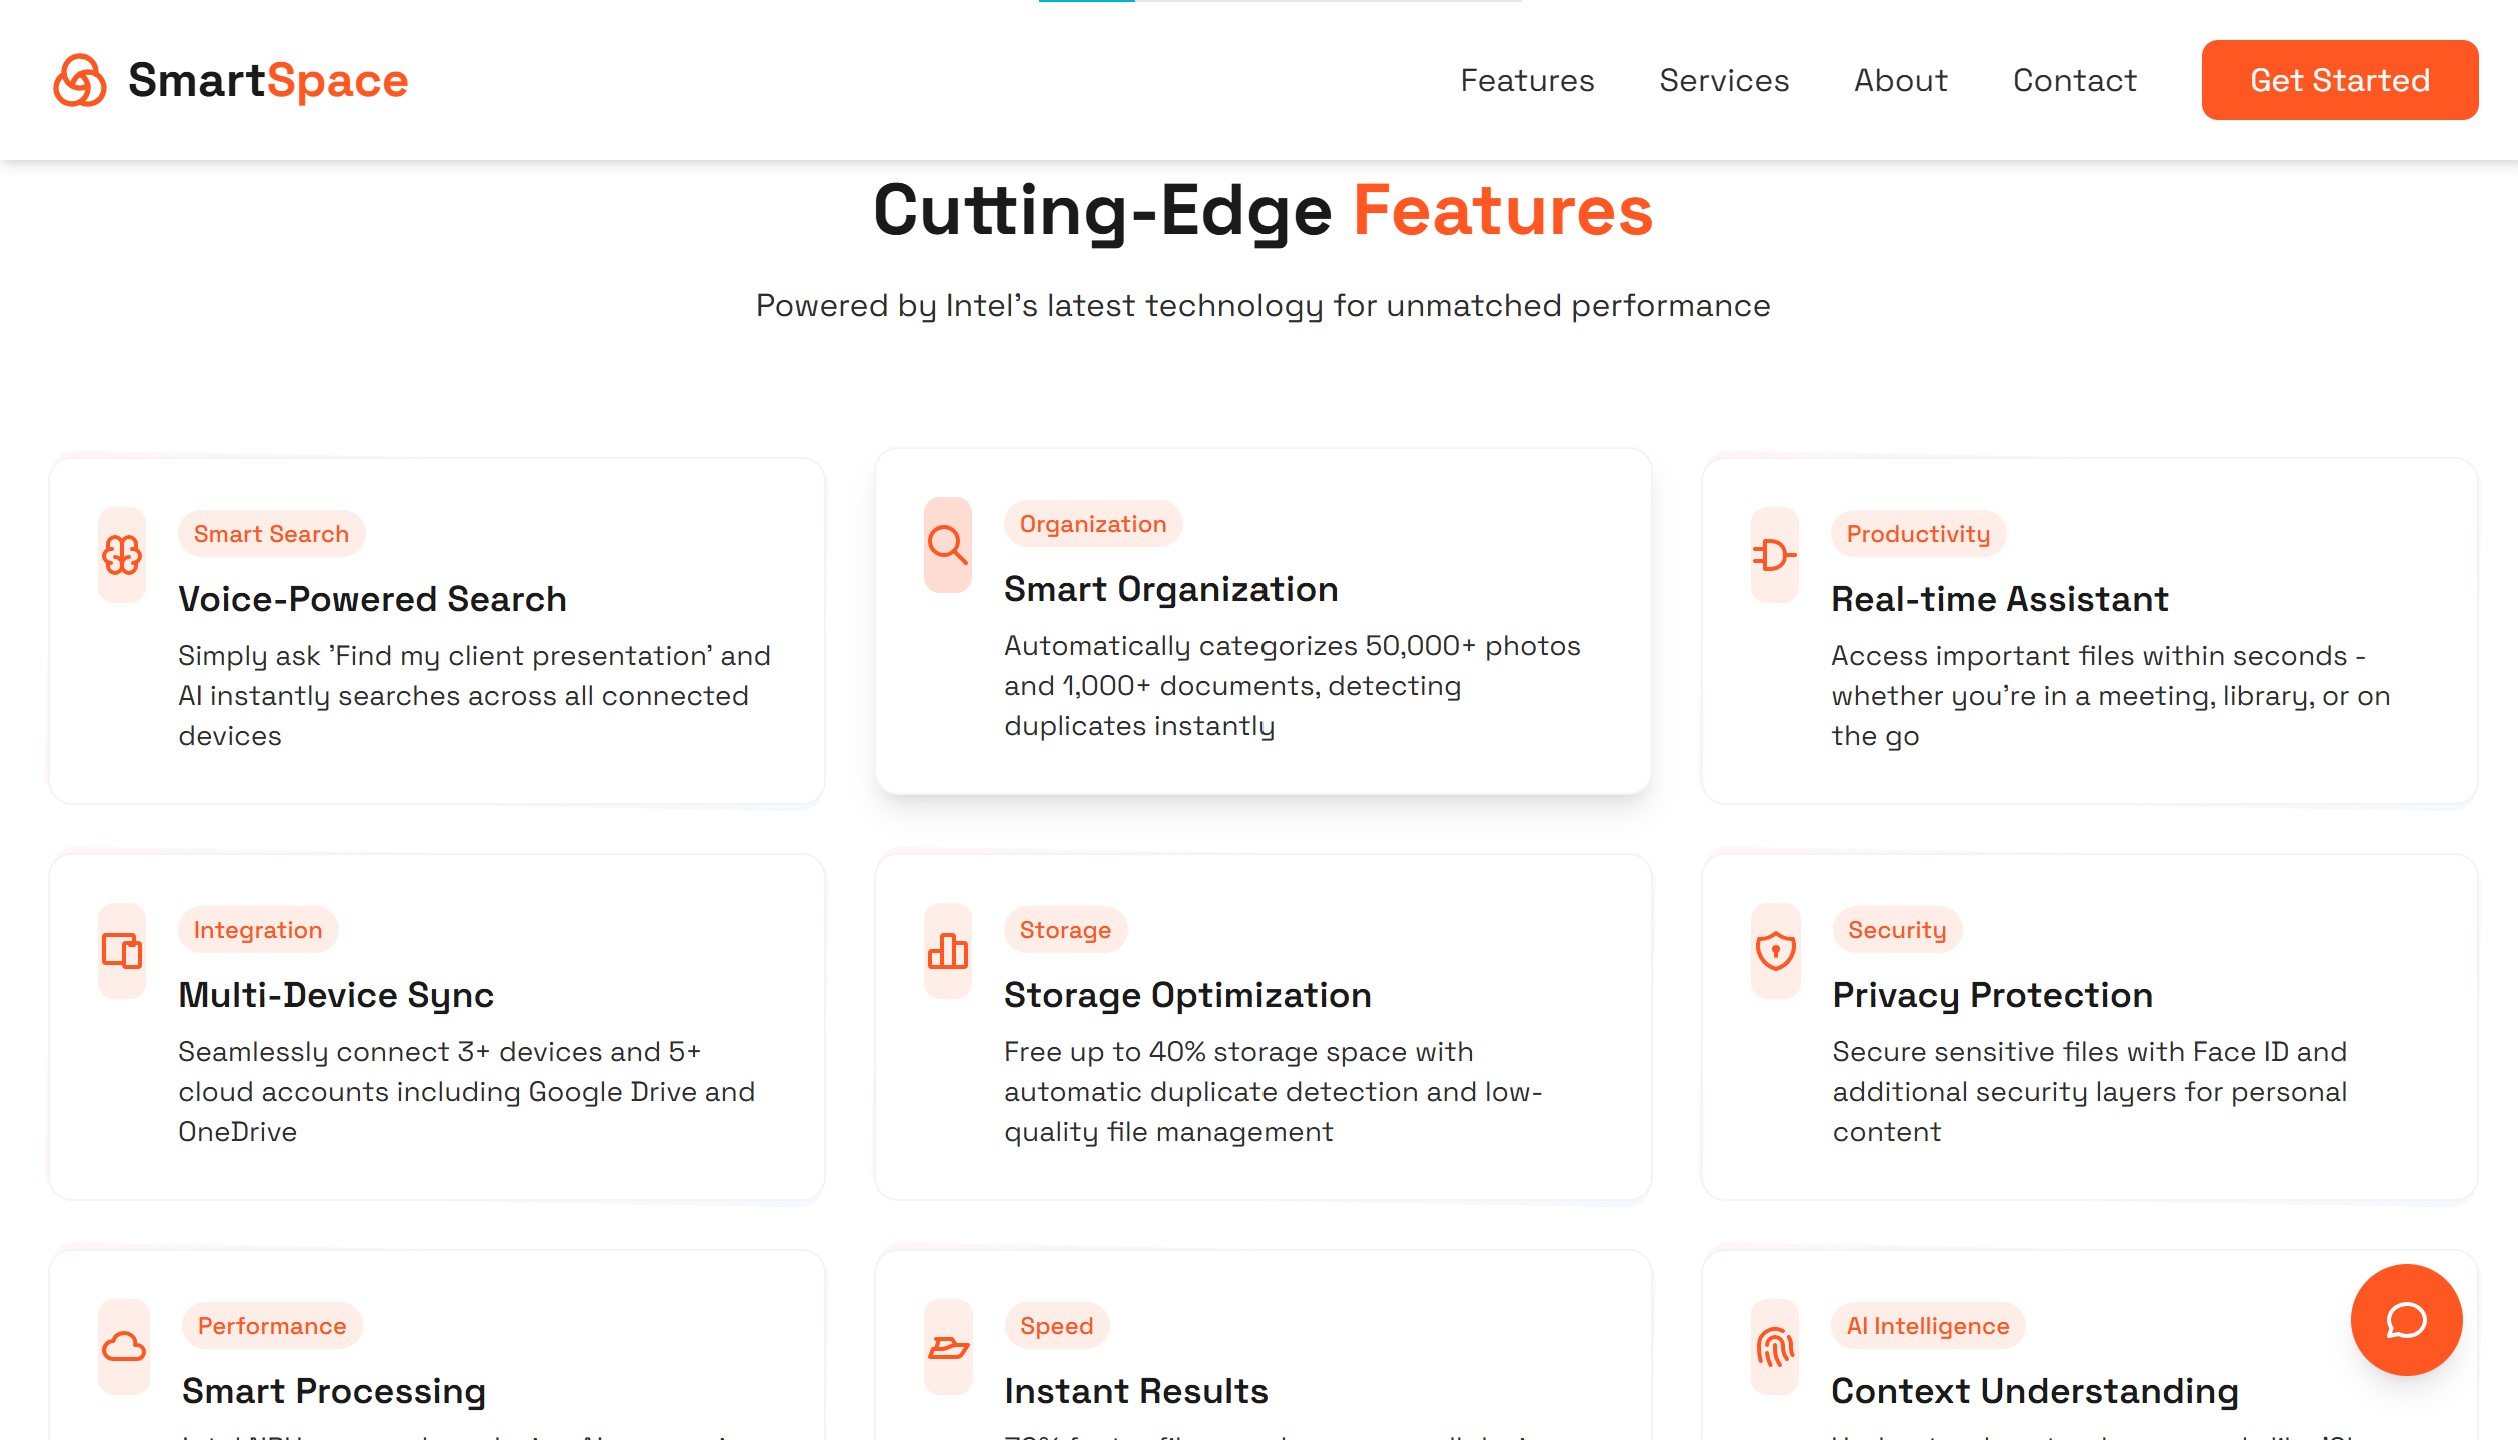 SmartSpace
Features
Services
About
Contact
Get Started
Cutting-Edge Features
Powered by Intel's latest technology for unmatched performance
Smart Search
Voice-Powered Search
Simply ask 'Find my client presentation' and
AI instantly searches across all connected
devices
Organization
Smart Organization
Automatically categorizes 50,000+ photos
and 1,000+ documents, detecting
duplicates instantly
Productivity
Real-time Assistant
Access important files within seconds -
whether you're in a meeting, library, or on
the go
Integration
Multi-Device Sync
Seamlessly connect 3+ devices and 5+
cloud accounts including Google Drive and
OneDrive
Storage
Storage Optimization
Free up to 40% storage space with
automatic duplicate detection and low-
quality file management
Security
Privacy Protection
Secure sensitive files with Face ID and
additional security layers for personal
content
Performance
Smart Processing
Speed
Instant Results
AI Intelligence
Context Understanding